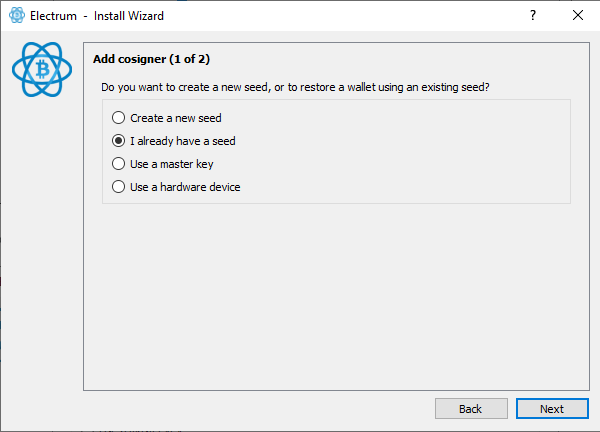 Electrum - Install Wizard
Add cosigner (1 of 2)
Do you want to create a new seed, or to restore a wallet using an existing seed?
Create a new seed
I already have a seed
Use a master key
Use a hardware device
Back Next